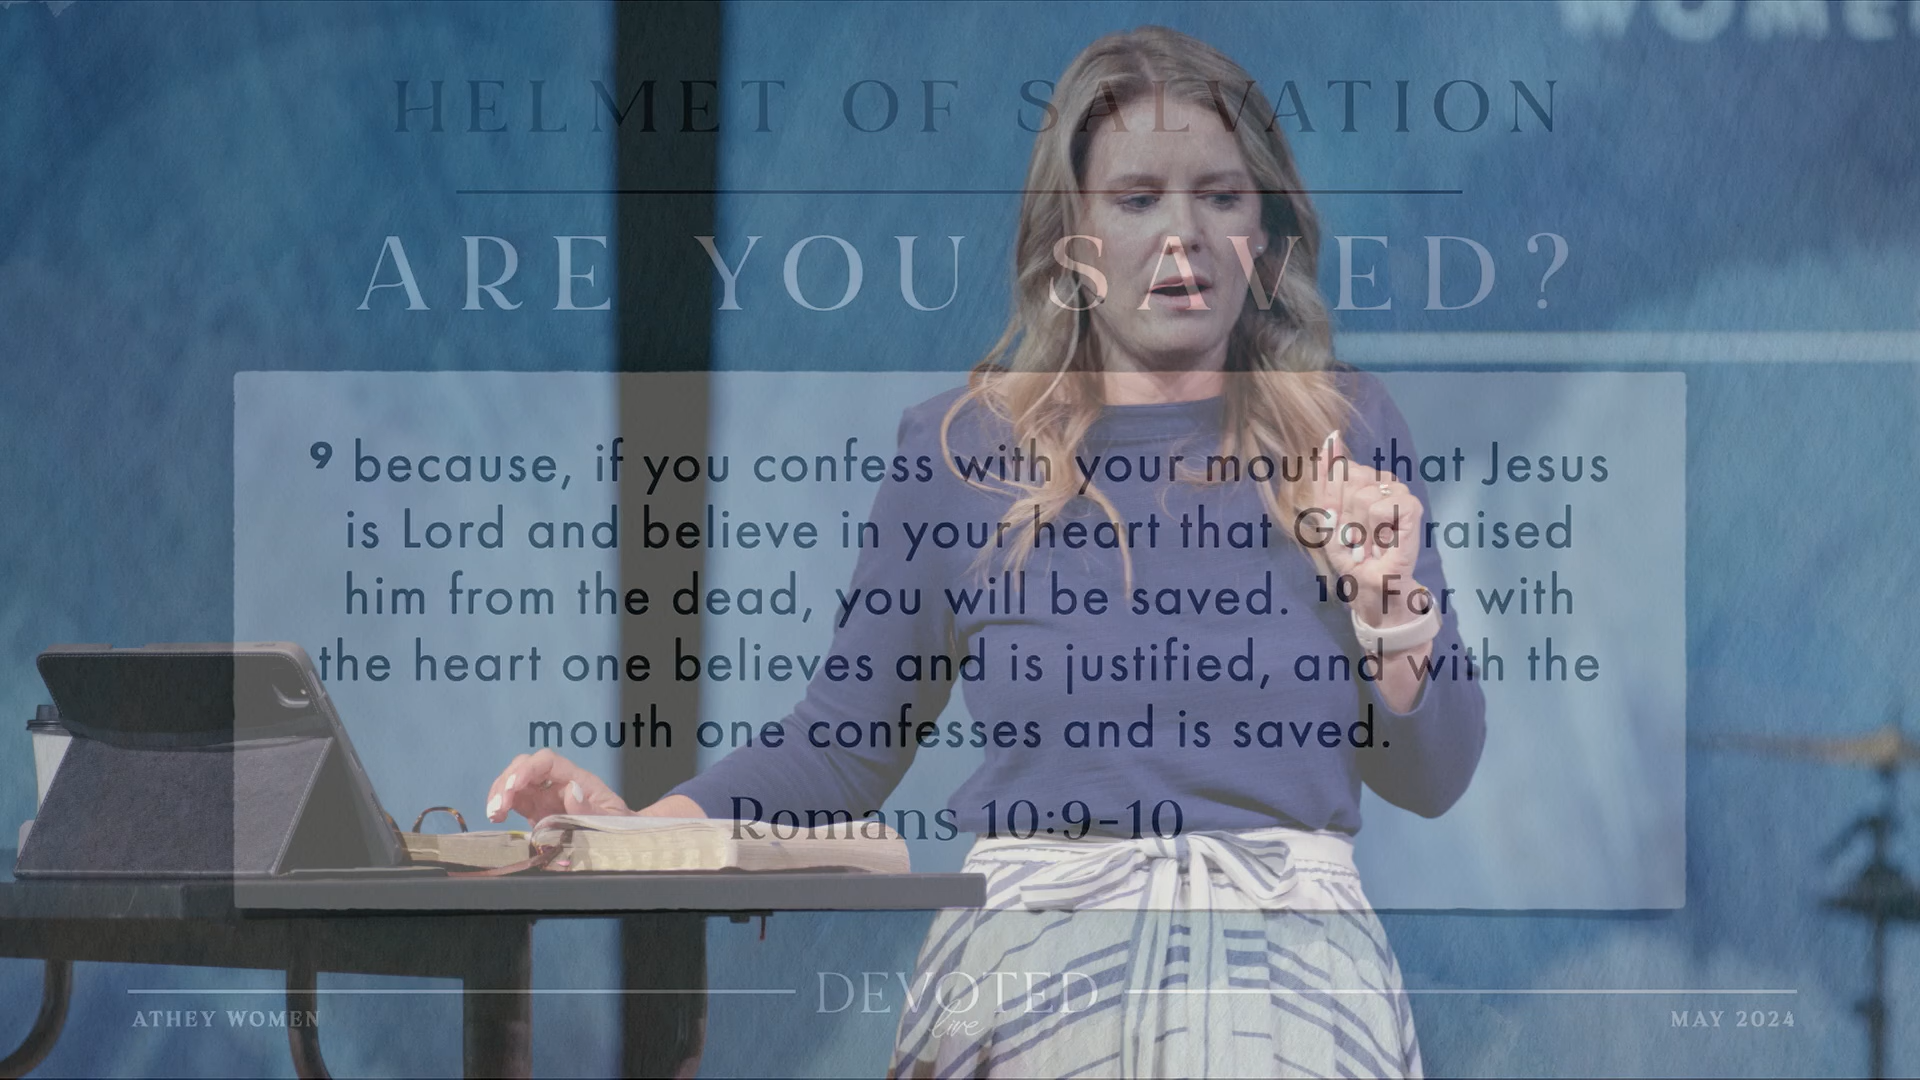 WOMEN
HELMET OF SALVATION
ARE YOU SAVED?
9 because, if you confess with your mouth that Jesus
is Lord and believe in your heart that God raised
him from the dead, you will be saved. 10 For with
the heart one believes and is justified, and with the
mouth one confesses and is saved.
Romans 10:9-10
DEVOTED
live
ATHEY WOMEN
MAY 2024